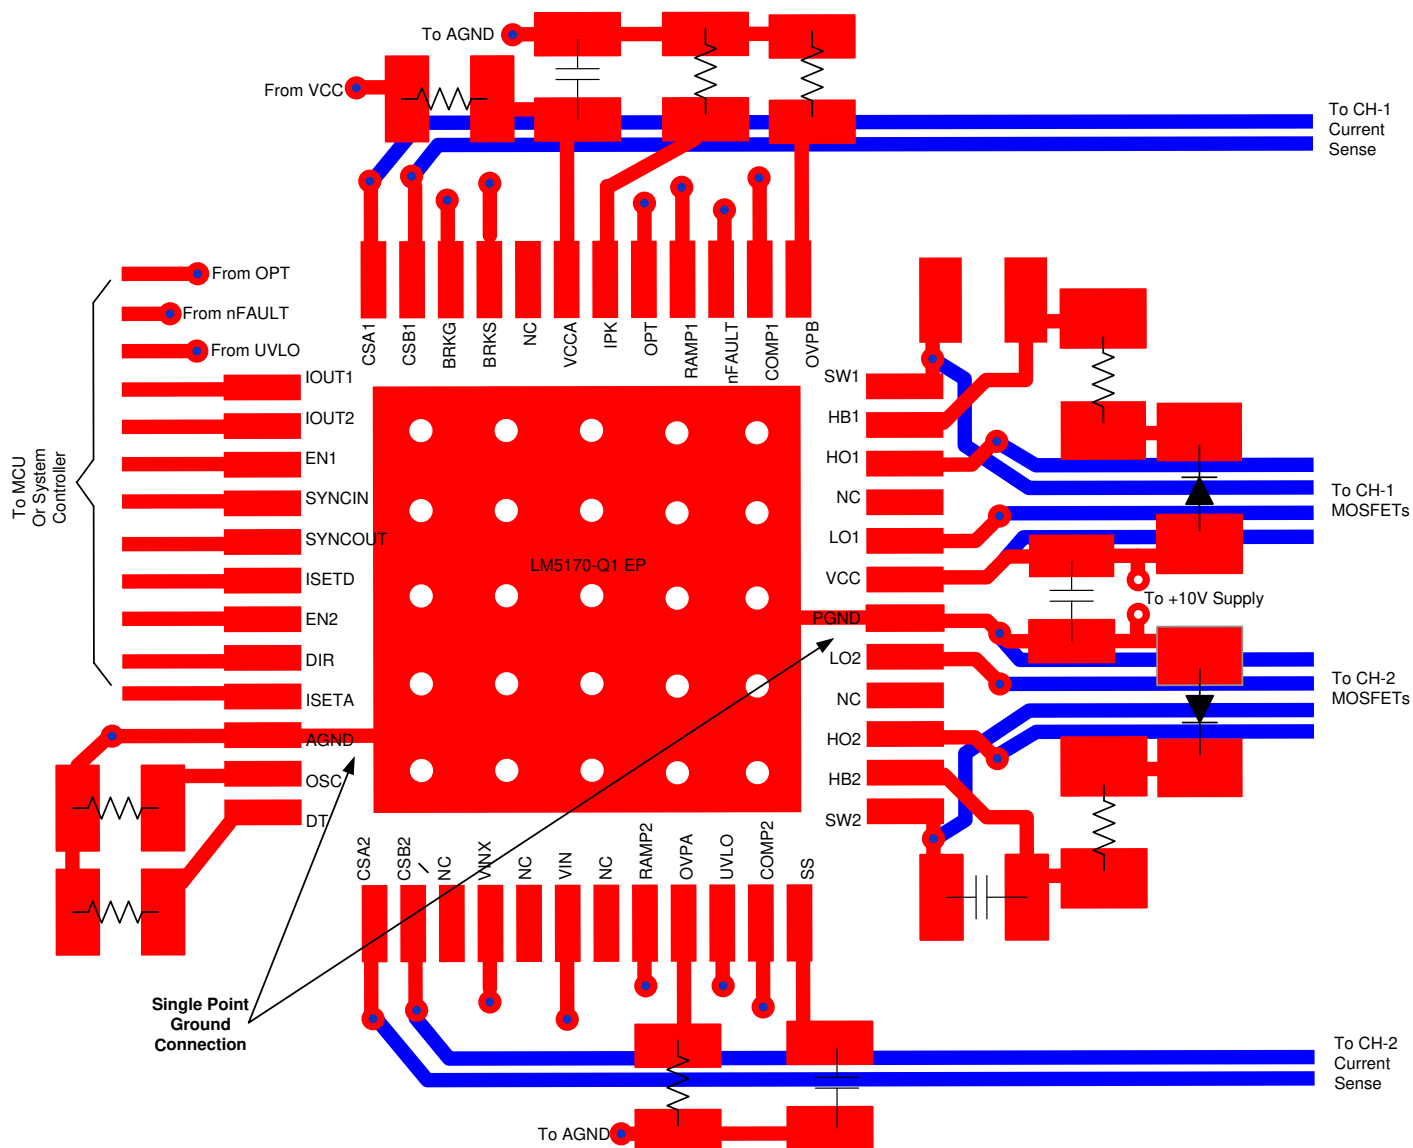 To AGND
From VCC
To CH-1
Current
Sense
From OPT
From nFAULT
From UVLO
CSA1
CSB1
BRKG
BRKS
NC
VCCA
IPK
OPT
RAMP1
nFAULT
COMP1
OVPB
IOUT1
IOUT2
EN1
SYNCIN
SYNCOUT
ISETD
EN2
DIR
ISETA
AGND
OSC
DT
To MCU
Or System
Controller
LM5170-Q1 EP
SW1
HB1
HO1
NC
LO1
VCC
PGND
LO2
NC
HO2
HB2
SW2
To CH-1
MOSFETs
To +10V Supply
To CH-2
MOSFETs
CSA2
CSB2
NC
VINX
NC
VIN
NC
RAMP2
OVPA
UVLO
COMP2
SS
Single Point
Ground
Connection
To CH-2
Current
Sense
To AGND